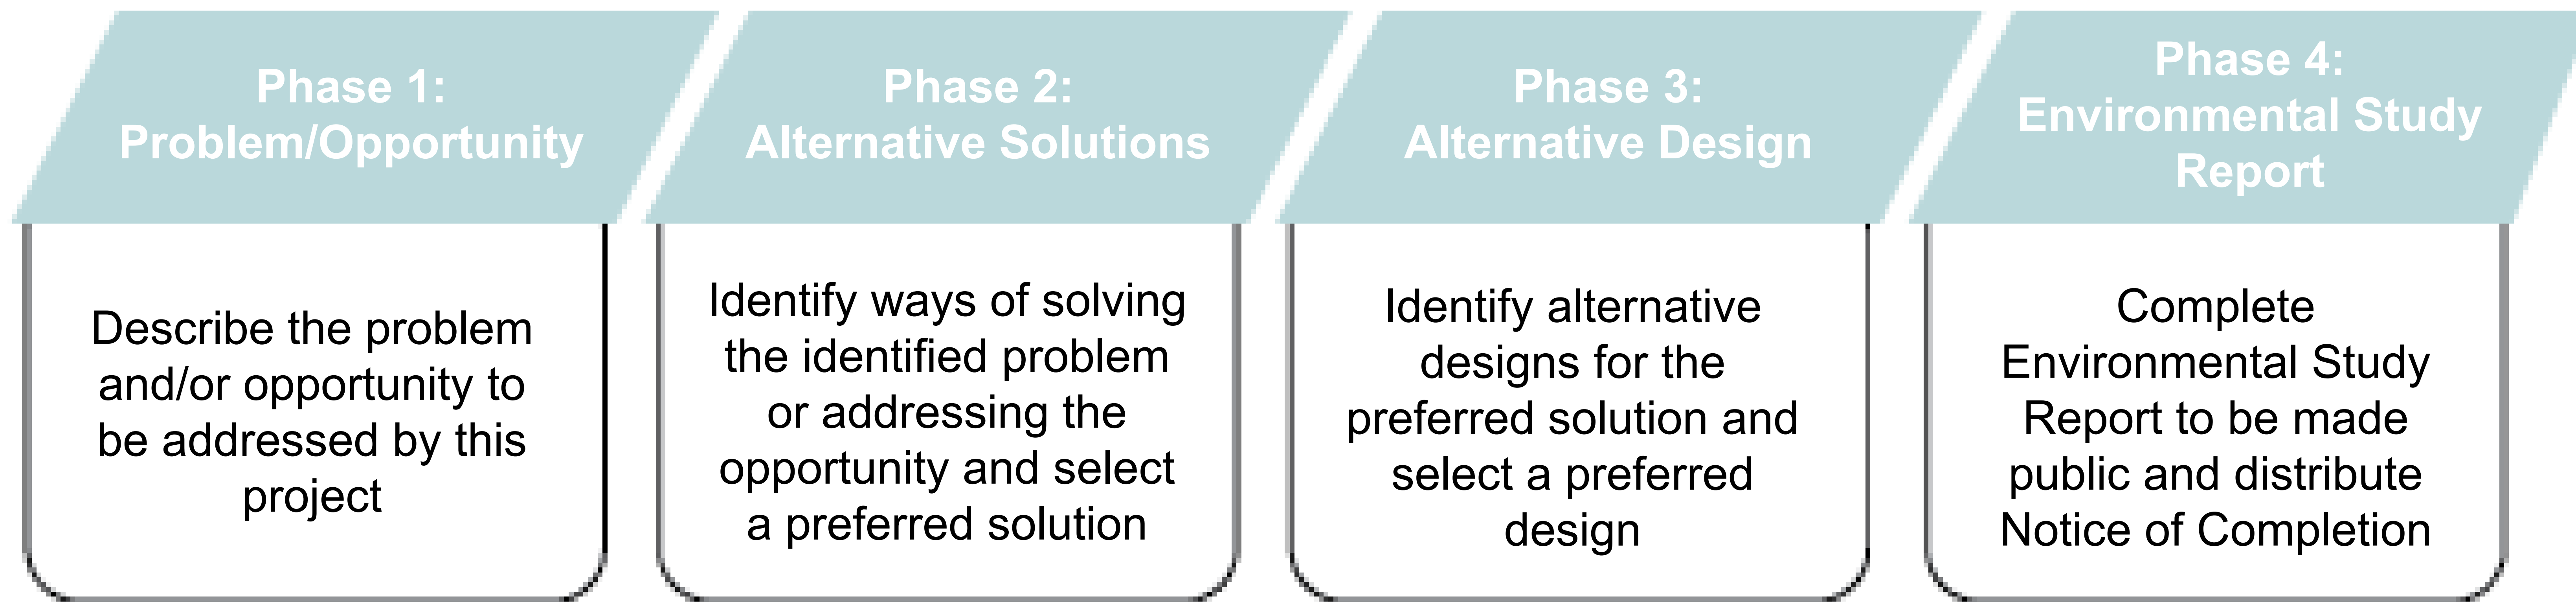 Phase 1:
Problem/Opportunity
Describe the problem
and/or opportunity to
be addressed by this
project
Phase 2:
Alternative Solutions
Identify ways of solving
the identified problem
or addressing the
opportunity and select
a preferred solution
Phase 3:
Alternative Design
Identify alternative
designs for the
preferred solution and
select a preferred
design
Phase 4:
Environmental Study
Report
Complete
Environmental Study
Report to be made
public and distribute
Notice of Completion